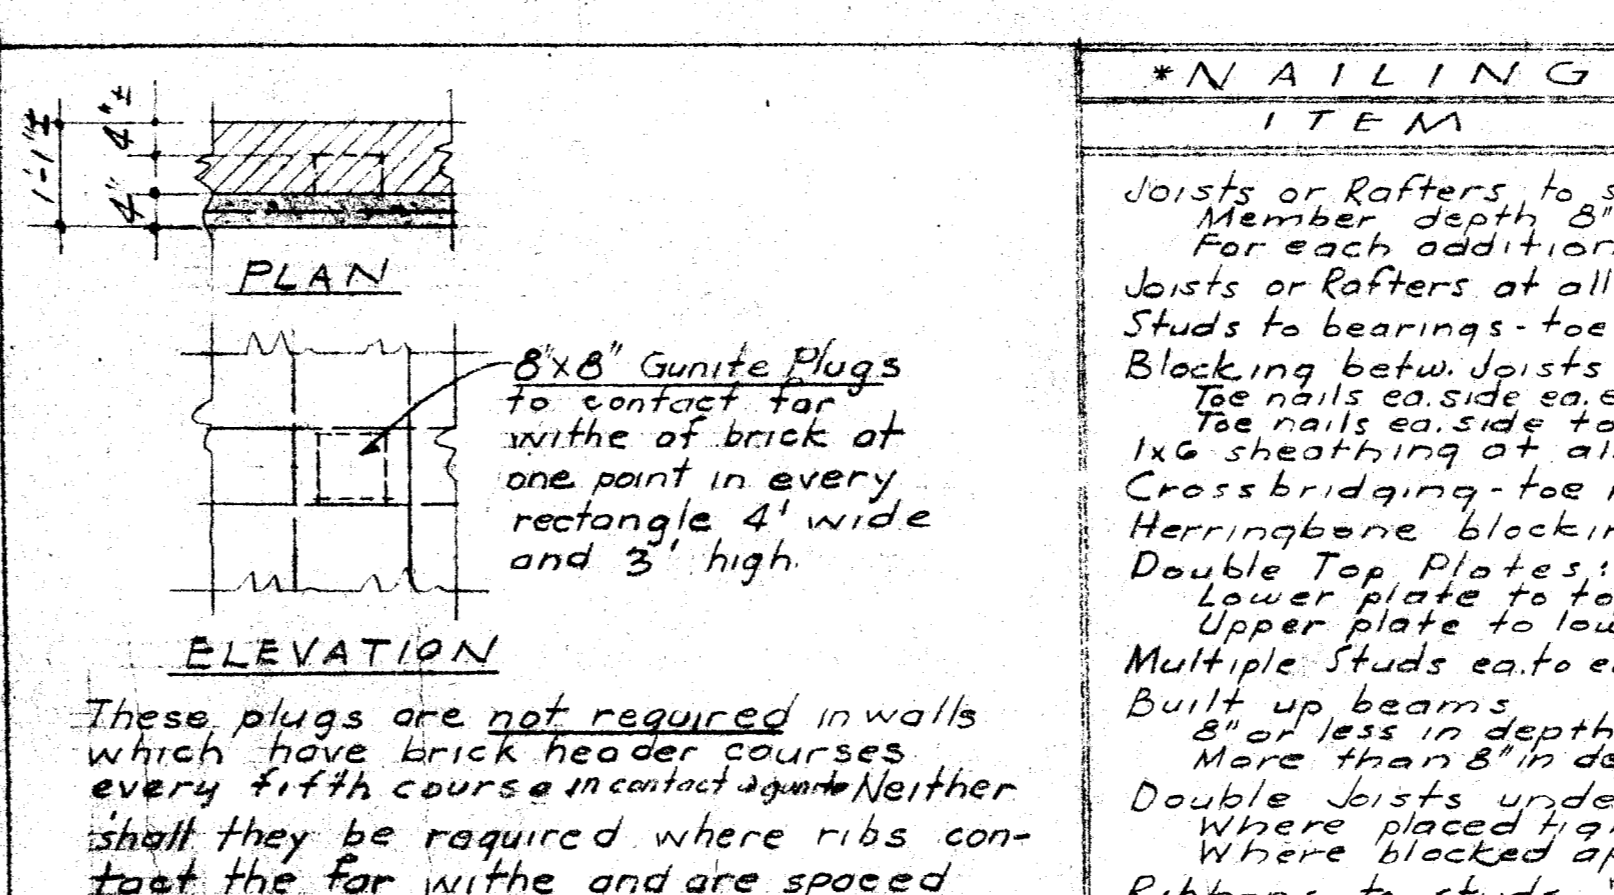 1'-1"±
4"±
4"
PLAN
8"x8" Gunite Plugs
to contact far
withe of brick at
one point in every
rectangle 4' wide
and 3' high.
ELEVATION
These plugs are not required in walls
which have brick header courses
every fifth course in contact w gunite Neither
shall they be required where ribs con-
tact the far withe and are spaced
*NAILING
ITEM
Joists or Rafters to s
Member depth 8"
For each addition
Joists or Rafters at all
Studs to bearings - toe
Blocking betw. Joists
Toe nails ea. side ea. e
Toe nails ea. side to
1x6 sheathing at al
Crossbridging - toe
Herringbone blockin
Double Top Plates:
Lower plate to to
Upper plate to low
Multiple Studs ea. to e
Built up beams
8" or less in depth
More than 8" in de
Double Joists unde
Where placed tig
Where blocked ap
Ribbons to studs